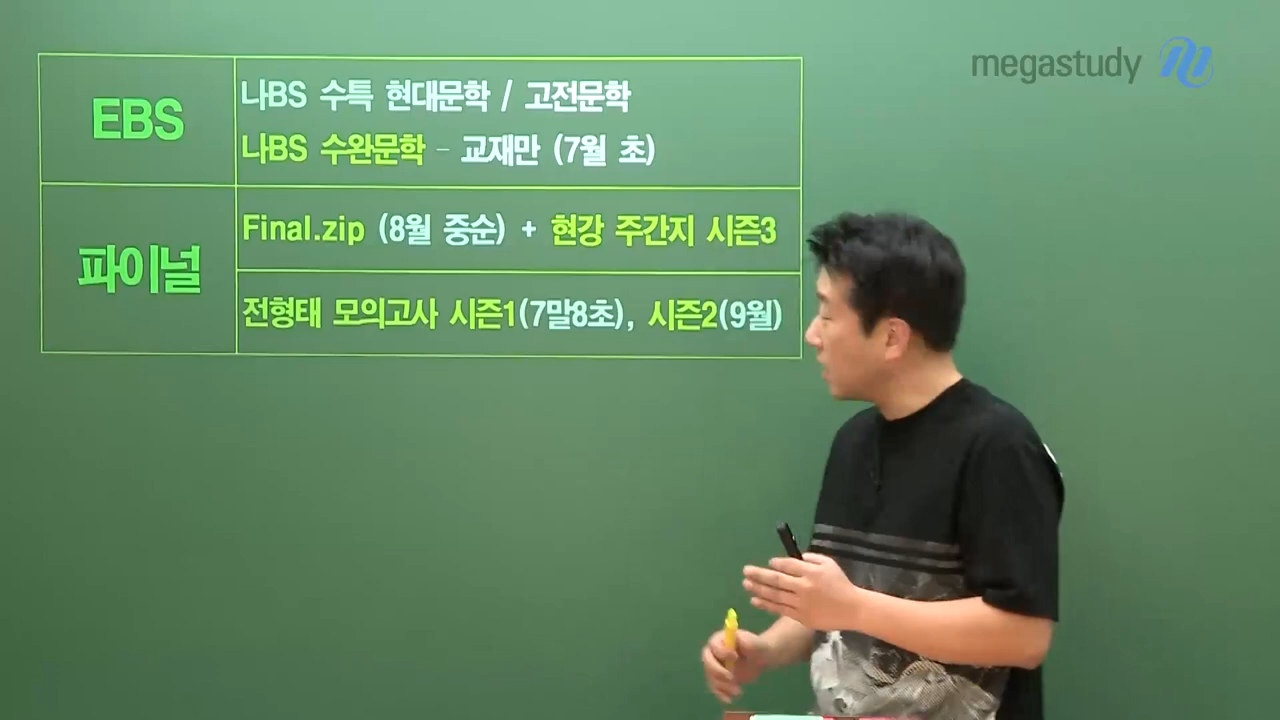 megastudy
EBS
나BS 수특 현대문학 / 고전문학
나BS 수완문학 - 교재만 (7월 초)
파이널
Final.zip (8월 중순) + 현강 주간지 시즌3
전형태 모의고사 시즌1(7말8초), 시즌2(9월)